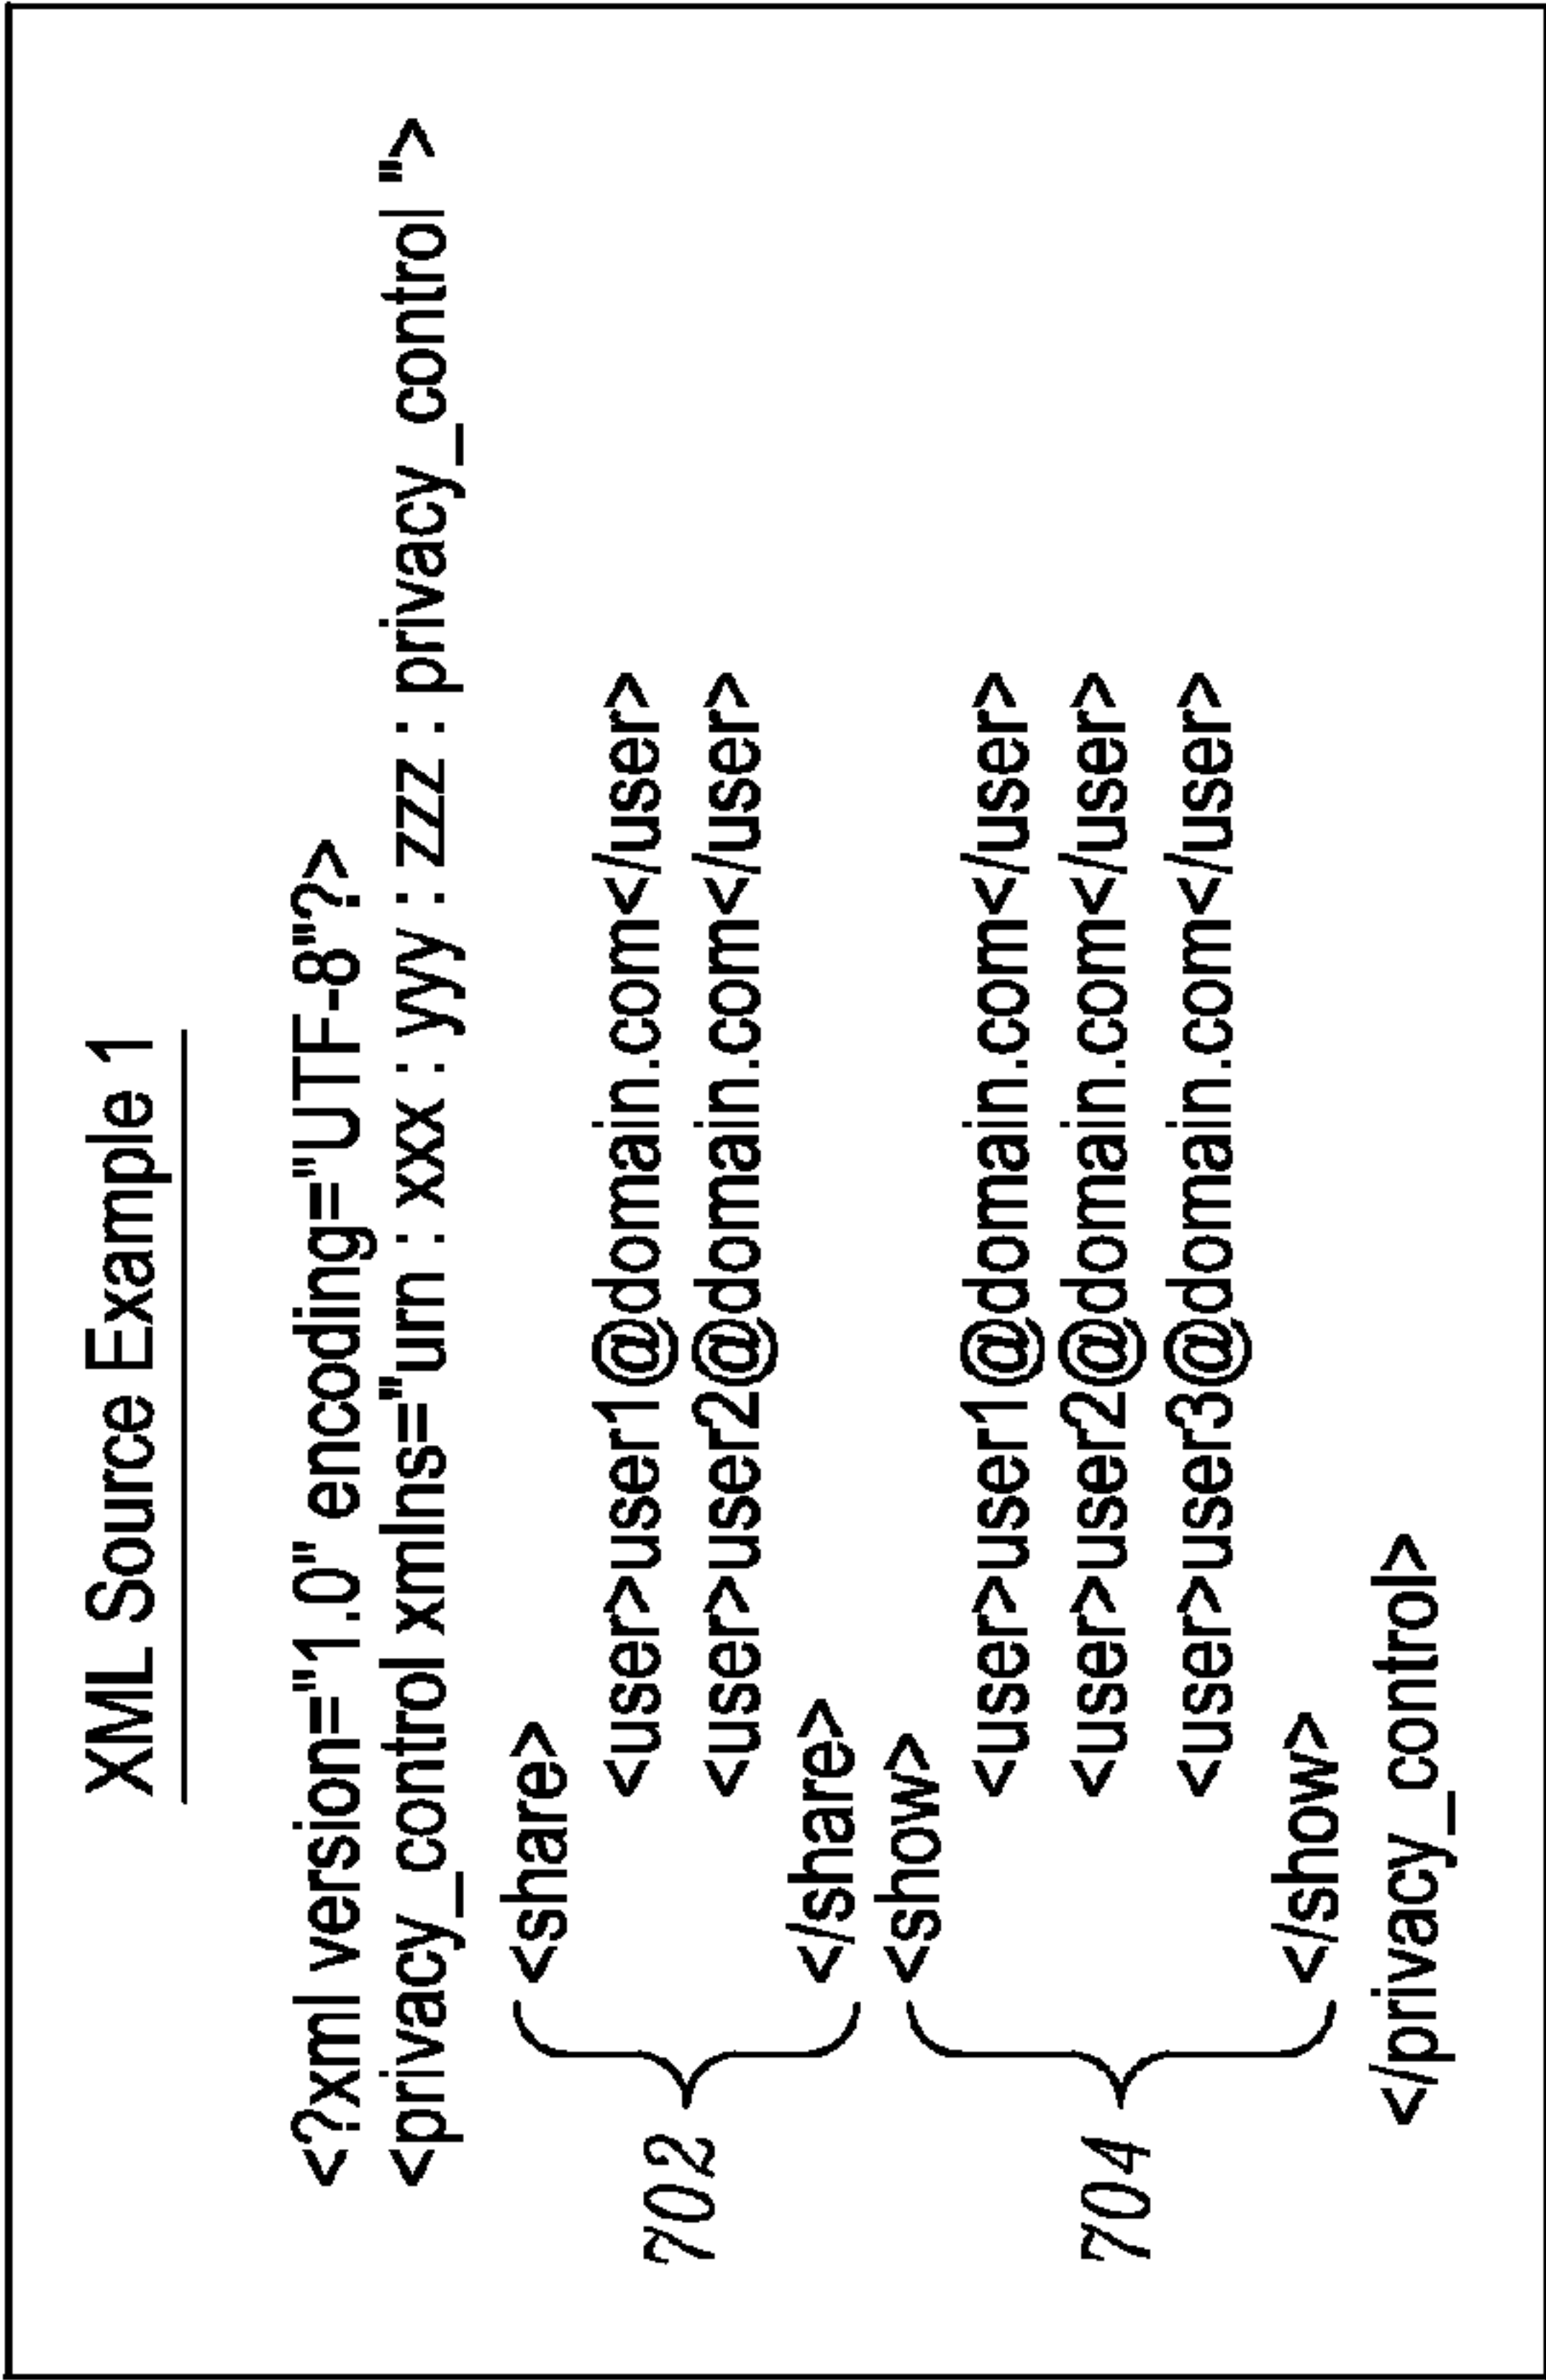 XML Source Example 1
<?xml version="1.0" encoding="UTF-8"?>
<privacy_control xmlns="urn : xxx : yyy : zzz : privacy_control ">
<share>
<user>user1@domain.com</user>
702
<user>user2@domain.com</user>
</share>
<show>
<user>user1@domain.com</user>
704
<user>user2@domain.com</user>
<user>user3@domain.com</user>
</show>
</privacy_control>